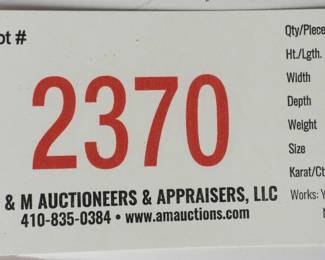 ot #
2370
& M AUCTIONEERS & APPRAISERS, LLC
410-835-0384 • www.amauctions.com
Qty/Piece
Ht./Lgth.
Width
Depth
Weight
Size
Karat/Ct
Works: Y